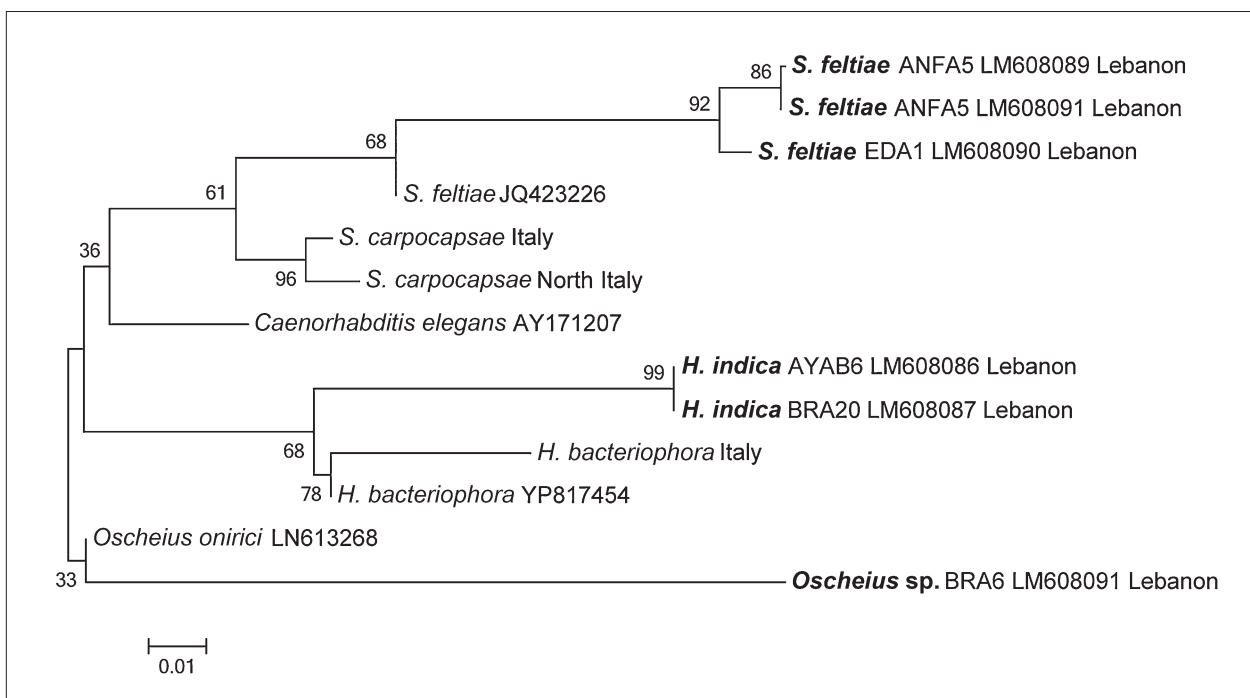 86 S. feltiae ANFA5 LM608089 Lebanon
92 S. feltiae ANFA5 LM608091 Lebanon
S. feltiae EDA1 LM608090 Lebanon
68
61 S. feltiae JQ423226
S. carpocapsae Italy
36 96 S. carpocapsae North Italy
Caenorhabditis elegans AY171207
99 H. indica AYAB6 LM608086 Lebanon
H. indica BRA20 LM608087 Lebanon
68 H. bacteriophora Italy
78 H. bacteriophora YP817454
Oscheius onirici LN613268
33 Oscheius sp. BRA6 LM608091 Lebanon
0.01